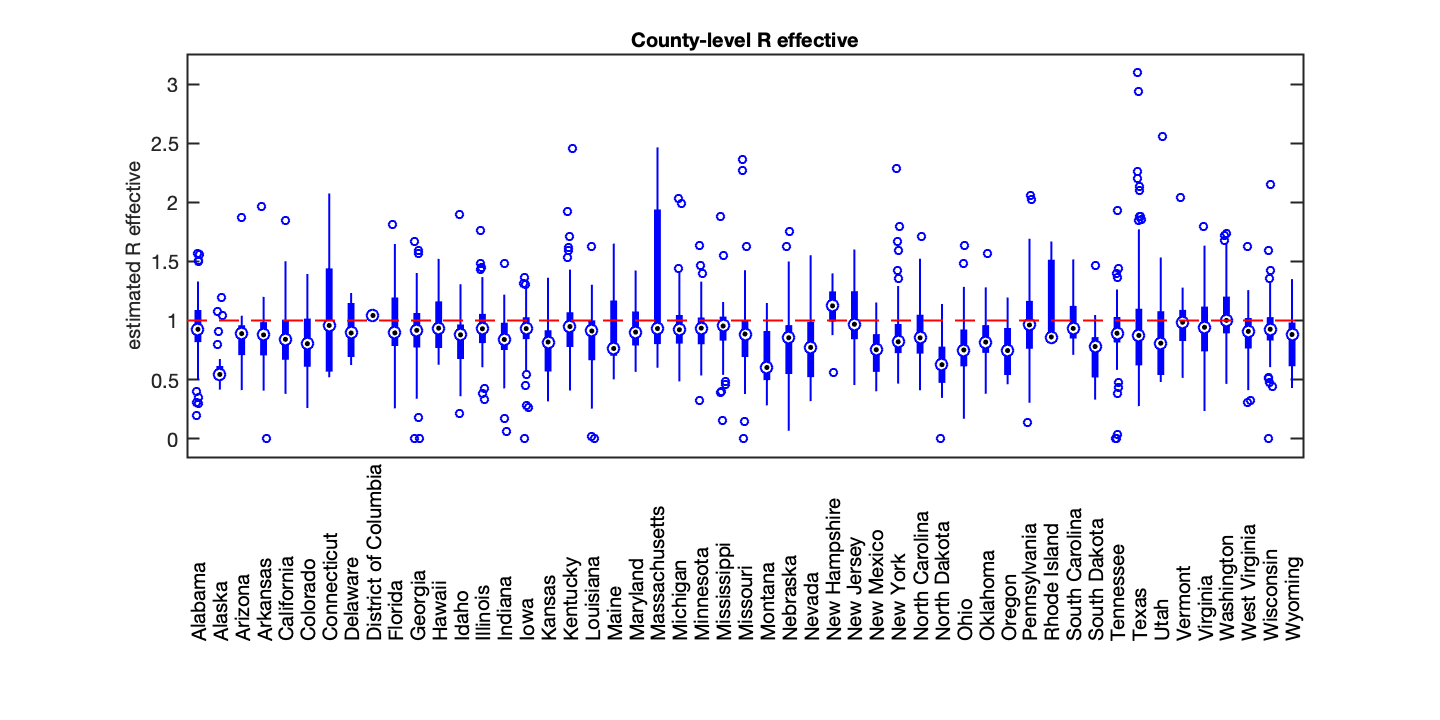 County-level R effective
estimated R effective
3
2.5
2
1.5
1
0.5
0
Alabama
Alaska
Arizona
Arkansas
California
Colorado
Connecticut
Delaware
District of Columbia
Florida
Georgia
Hawaii
Idaho
Illinois
Indiana
Iowa
Kansas
Kentucky
Louisiana
Maine
Maryland
Massachusetts
Michigan
Minnesota
Mississippi
Missouri
Montana
Nebraska
Nevada
New Hampshire
New Jersey
New Mexico
New York
North Carolina
North Dakota
Ohio
Oklahoma
Oregon
Pennsylvania
Rhode Island
South Carolina
South Dakota
Tennessee
Texas
Utah
Vermont
Virginia
Washington
West Virginia
Wisconsin
Wyoming